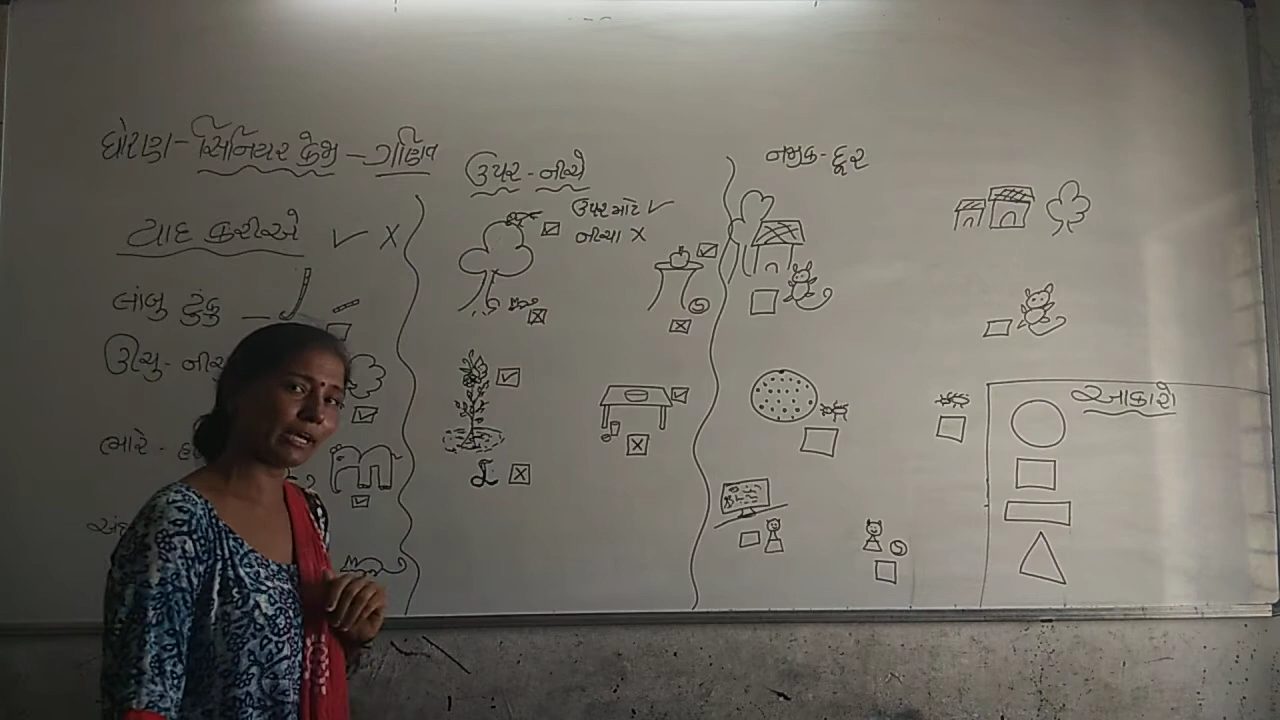 ધોરણ - સિનિયર કેજી - ગણિત
યાદ કરીએ ✓ X
લાંબુ ટુંકુ -
ઊંચુ - નીચુ
ભારે - હ
ઉપર - નીચે
ઉપર માટે ✓
નીચા X
નજીક - દૂર
આકારો